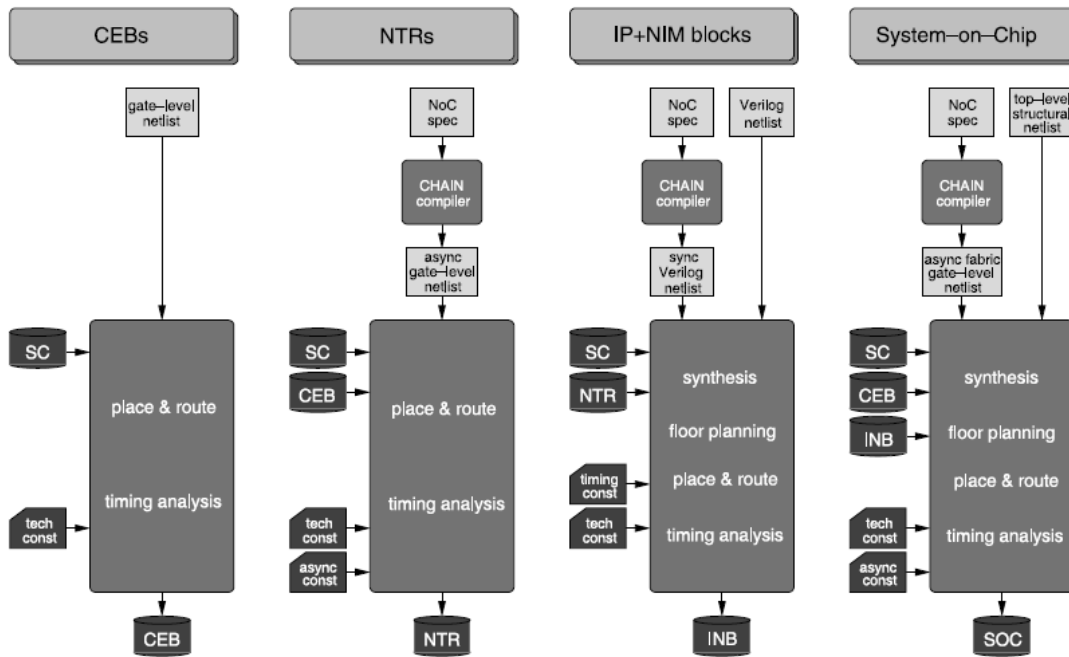 CEBs
gate-level
netlist
SC
place & route
timing analysis
tech
const
CEB
NTRs
NoC
spec
CHAIN
compiler
async
gate-level
netlist
SC
CEB
place & route
timing analysis
tech
const
async
const
NTR
IP+NIM blocks
NoC
spec
Verilog
netlist
CHAIN
compiler
sync
Verilog
netlist
SC
NTR
synthesis
floor planning
timing
const
place & route
tech
const
timing analysis
INB
System-on-Chip
NoC
spec
top-level
structural
netlist
CHAIN
compiler
async fabric
gate-level
netlist
SC
CEB
INB
synthesis
floor planning
place & route
tech
const
timing analysis
async
const
SOC